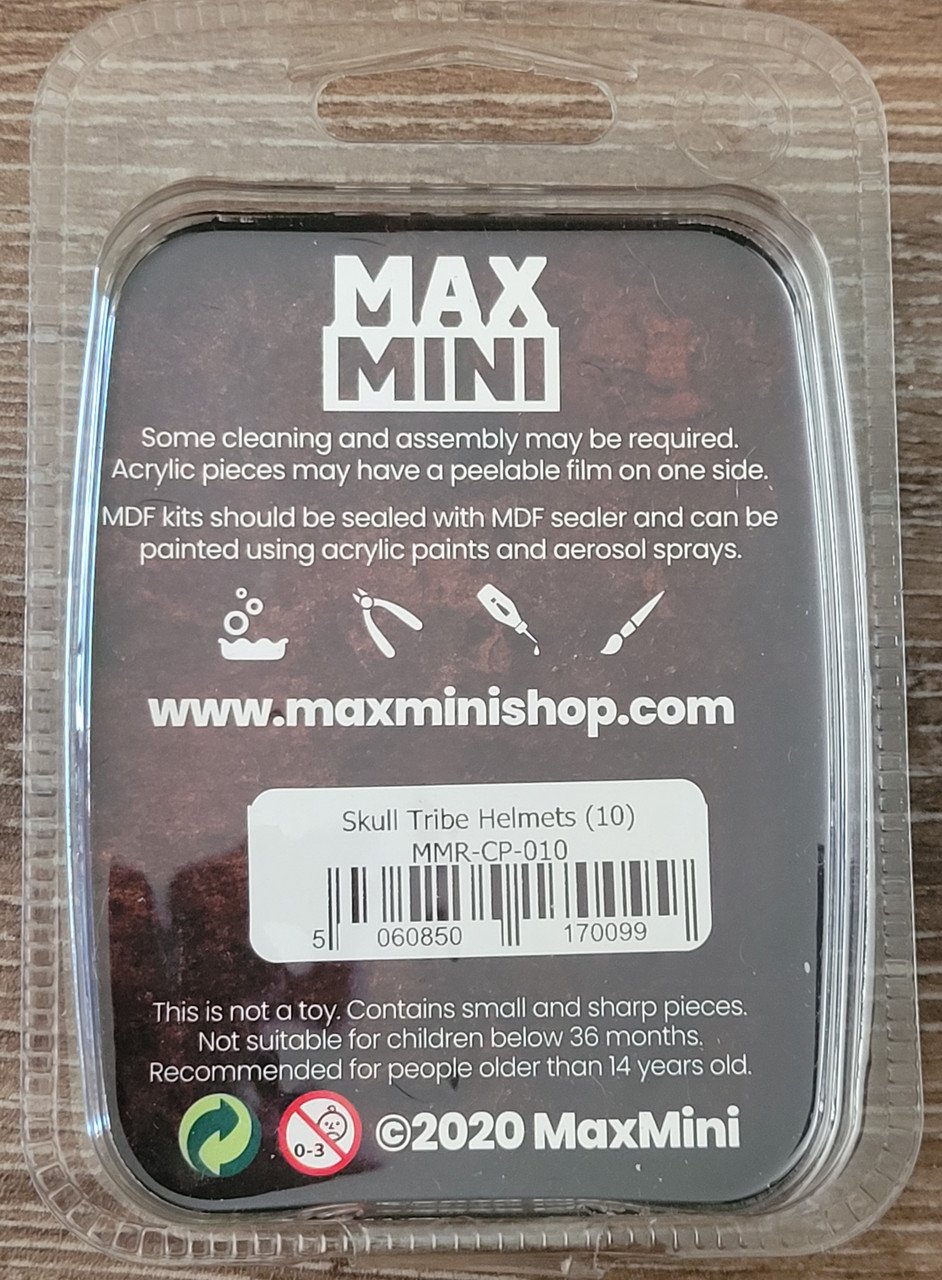 MAX
MINI
Some cleaning and assembly may be required.
Acrylic pieces may have a peelable film on one side.
MDF kits should be sealed with MDF sealer and can be
painted using acrylic paints and aerosol sprays.
www.maxminishop.com
Skull Tribe Helmets (10)
MMR-CP-010
5 060850 170099
This is not a toy. Contains small and sharp pieces.
Not suitable for children below 36 months.
Recommended for people older than 14 years old.
0-3 ©2020 MaxMini